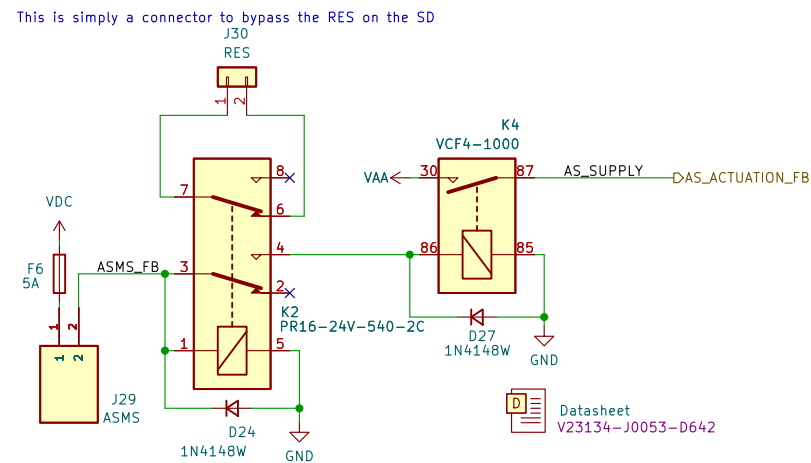 This is simply a connector to bypass the RES on the SD
J30
RES
1
2
K4
VCF4-1000
8
VAA
30
87
AS_SUPPLY
AS_ACTUATION_FB
7
6
VDC
4
86
85
F6
5A
ASMS_FB
3
2
K2
PR16-24V-540-2C
1
2
D27
1N4148W
1
5
GND
1
2
J29
ASMS
D24
1N4148W
GND
D
Datasheet
V23134-J0053-D642